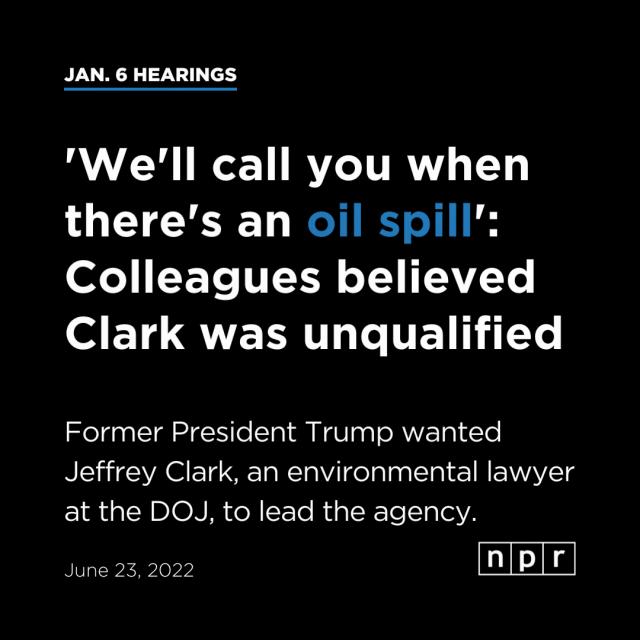 JAN. 6 HEARINGS
'We'll call you when
there's an oil spill':
Colleagues believed
Clark was unqualified
Former President Trump wanted
Jeffrey Clark, an environmental lawyer
at the DOJ, to lead the agency.
June 23, 2022
npr